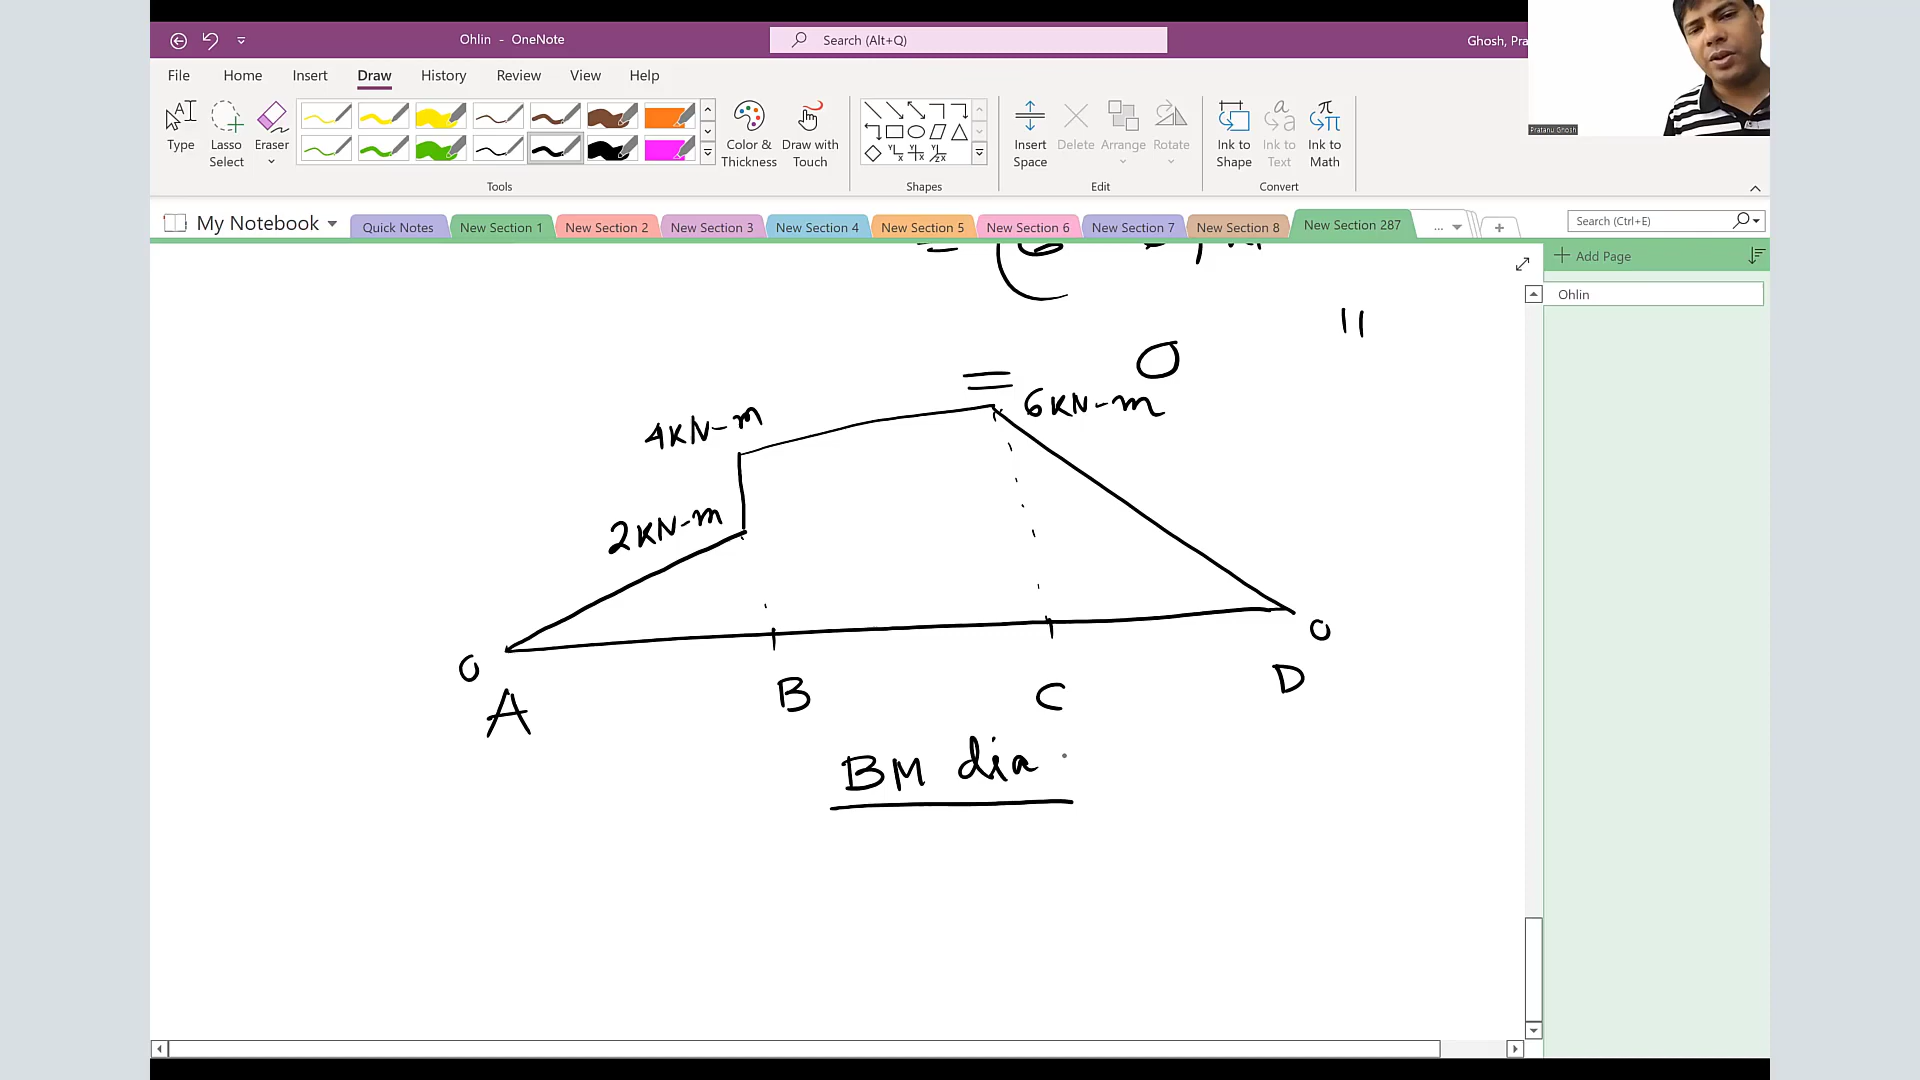 Ohlin - OneNote
Search (Alt+Q)
Ghosh, Pra
File Home Insert Draw History Review View Help
Type
Lasso Select
Eraser
Color & Thickness
Draw with Touch
Insert Space
Delete
Arrange
Rotate
Ink to Shape
Ink to Text
Ink to Math
Tools
Shapes
Edit
Convert
Pratanu Ghosh
My Notebook
Quick Notes
New Section 1
New Section 2
New Section 3
New Section 4
New Section 5
New Section 6
New Section 7
New Section 8
New Section 287
...
Search (Ctrl+E)
Add Page
Ohlin
= 0 "
6KN-m
4KN-m
2KN-m
0 0
A B C D
BM dia